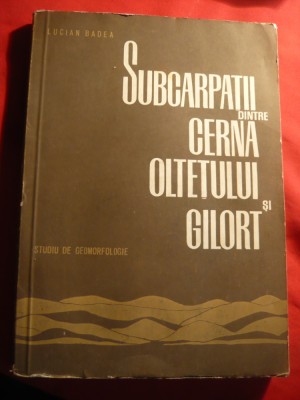 LUCIAN BADEA
SUBCARPAȚII
DINTRE
CERNA
OLTEȚULUI
ȘI
GILORT
STUDIU DE GEOMORFOLOGIE